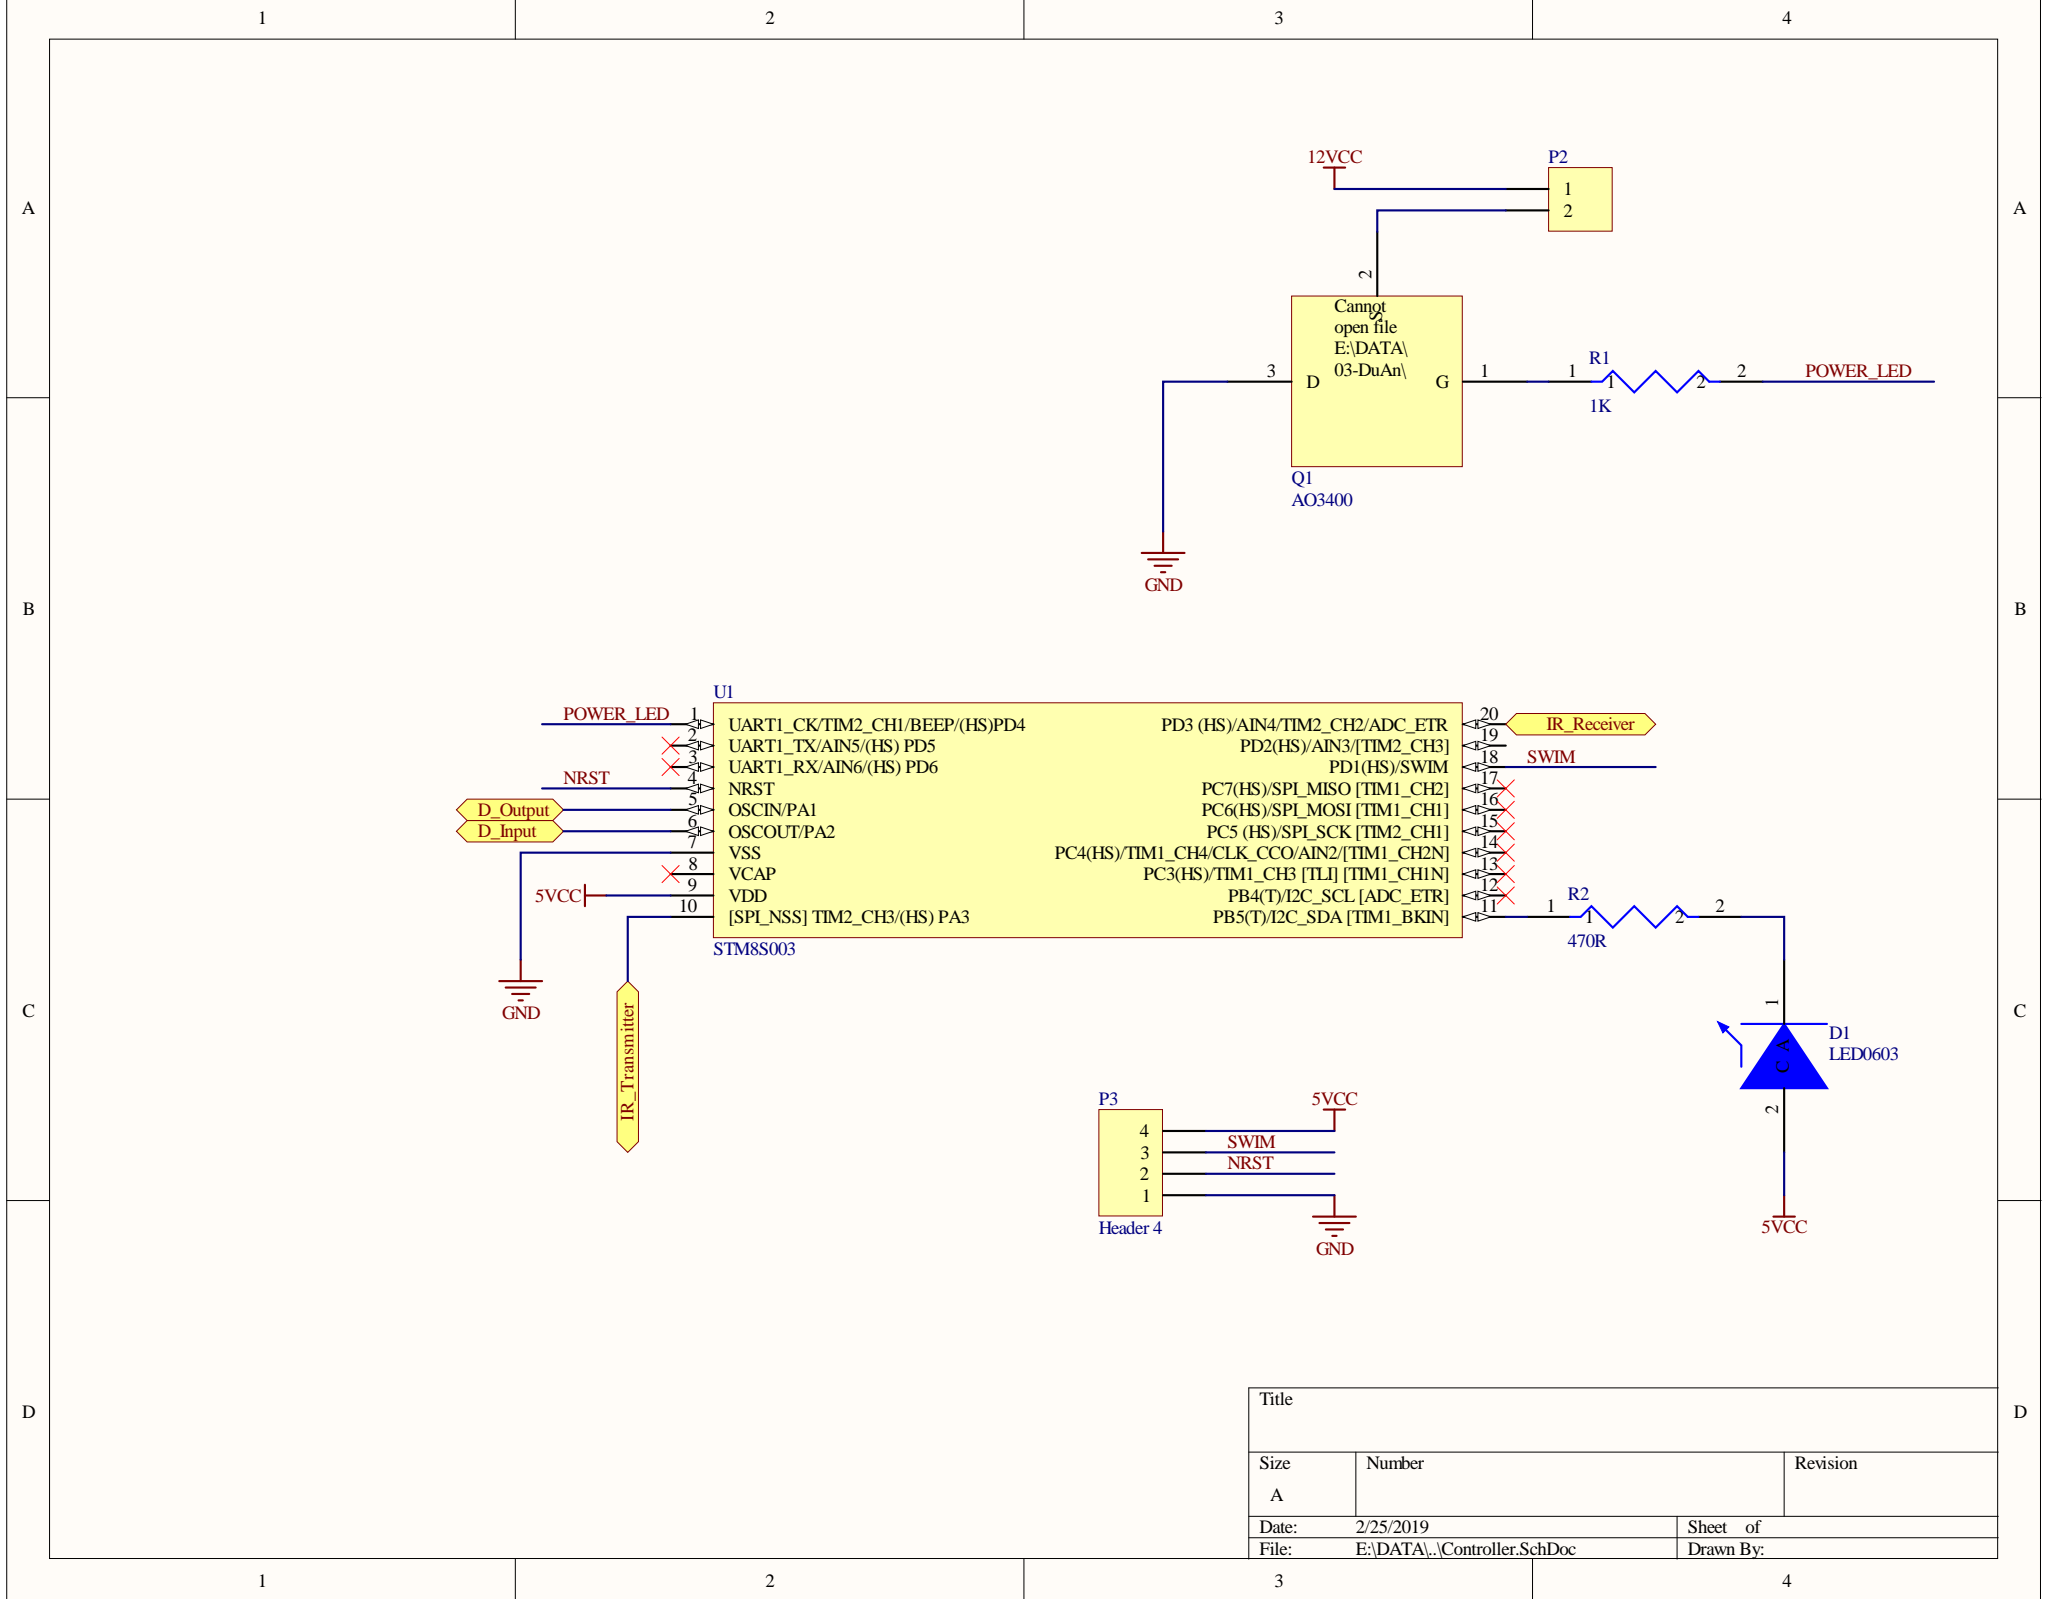 1 2 3 4
A A
B B
C C
D D
12VCC
P2
1
2
2
Cannot
S
open file
E:\DATA\
03-DuAn\
3 D G 1
R1
1 1 2 2
1K
POWER_LED
Q1
AO3400
GND
U1
POWER_LED 1 UART1_CK/TIM2_CH1/BEEP/(HS)PD4
2 UART1_TX/AIN5/(HS) PD5
3 UART1_RX/AIN6/(HS) PD6
NRST 4 NRST
D_Output 5 OSCIN/PA1
D_Input 6 OSCOUT/PA2
7 VSS
8 VCAP
5VCC 9 VDD
10 [SPI_NSS] TIM2_CH3/(HS) PA3
PD3 (HS)/AIN4/TIM2_CH2/ADC_ETR 20 IR_Receiver
PD2(HS)/AIN3/[TIM2_CH3] 19
PD1(HS)/SWIM 18 SWIM
PC7(HS)/SPI_MISO [TIM1_CH2] 17
PC6(HS)/SPI_MOSI [TIM1_CH1] 16
PC5 (HS)/SPI_SCK [TIM2_CH1] 15
PC4(HS)/TIM1_CH4/CLK_CCO/AIN2/[TIM1_CH2N] 14
PC3(HS)/TIM1_CH3 [TLI] [TIM1_CH1N] 13
PB4(T)/I2C_SCL [ADC_ETR] 12
PB5(T)/I2C_SDA [TIM1_BKIN] 11
STM8S003
GND
IR_Transmitter
R2
1 1 2 2
470R
1
C A
D1
LED0603
2
5VCC
P3
4 5VCC
3 SWIM
2 NRST
1
Header 4
GND
Title
Size Number Revision
A
Date: 2/25/2019 Sheet of
File: E:\DATA\..\Controller.SchDoc Drawn By:
1 2 3 4